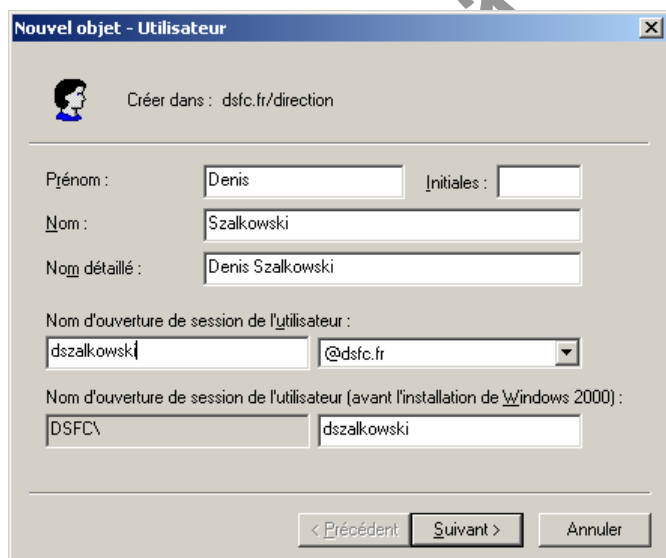 Nouvel objet - Utilisateur
Créer dans : dsfc.fr/direction
Prénom : Denis Initiales :
Nom : Szalkowski
Nom détaillé : Denis Szalkowski
Nom d'ouverture de session de l'utilisateur :
dszalkowski @dsfc.fr
Nom d'ouverture de session de l'utilisateur (avant l'installation de Windows 2000) :
DSFC\ dszalkowski
< Précédent Suivant > Annuler